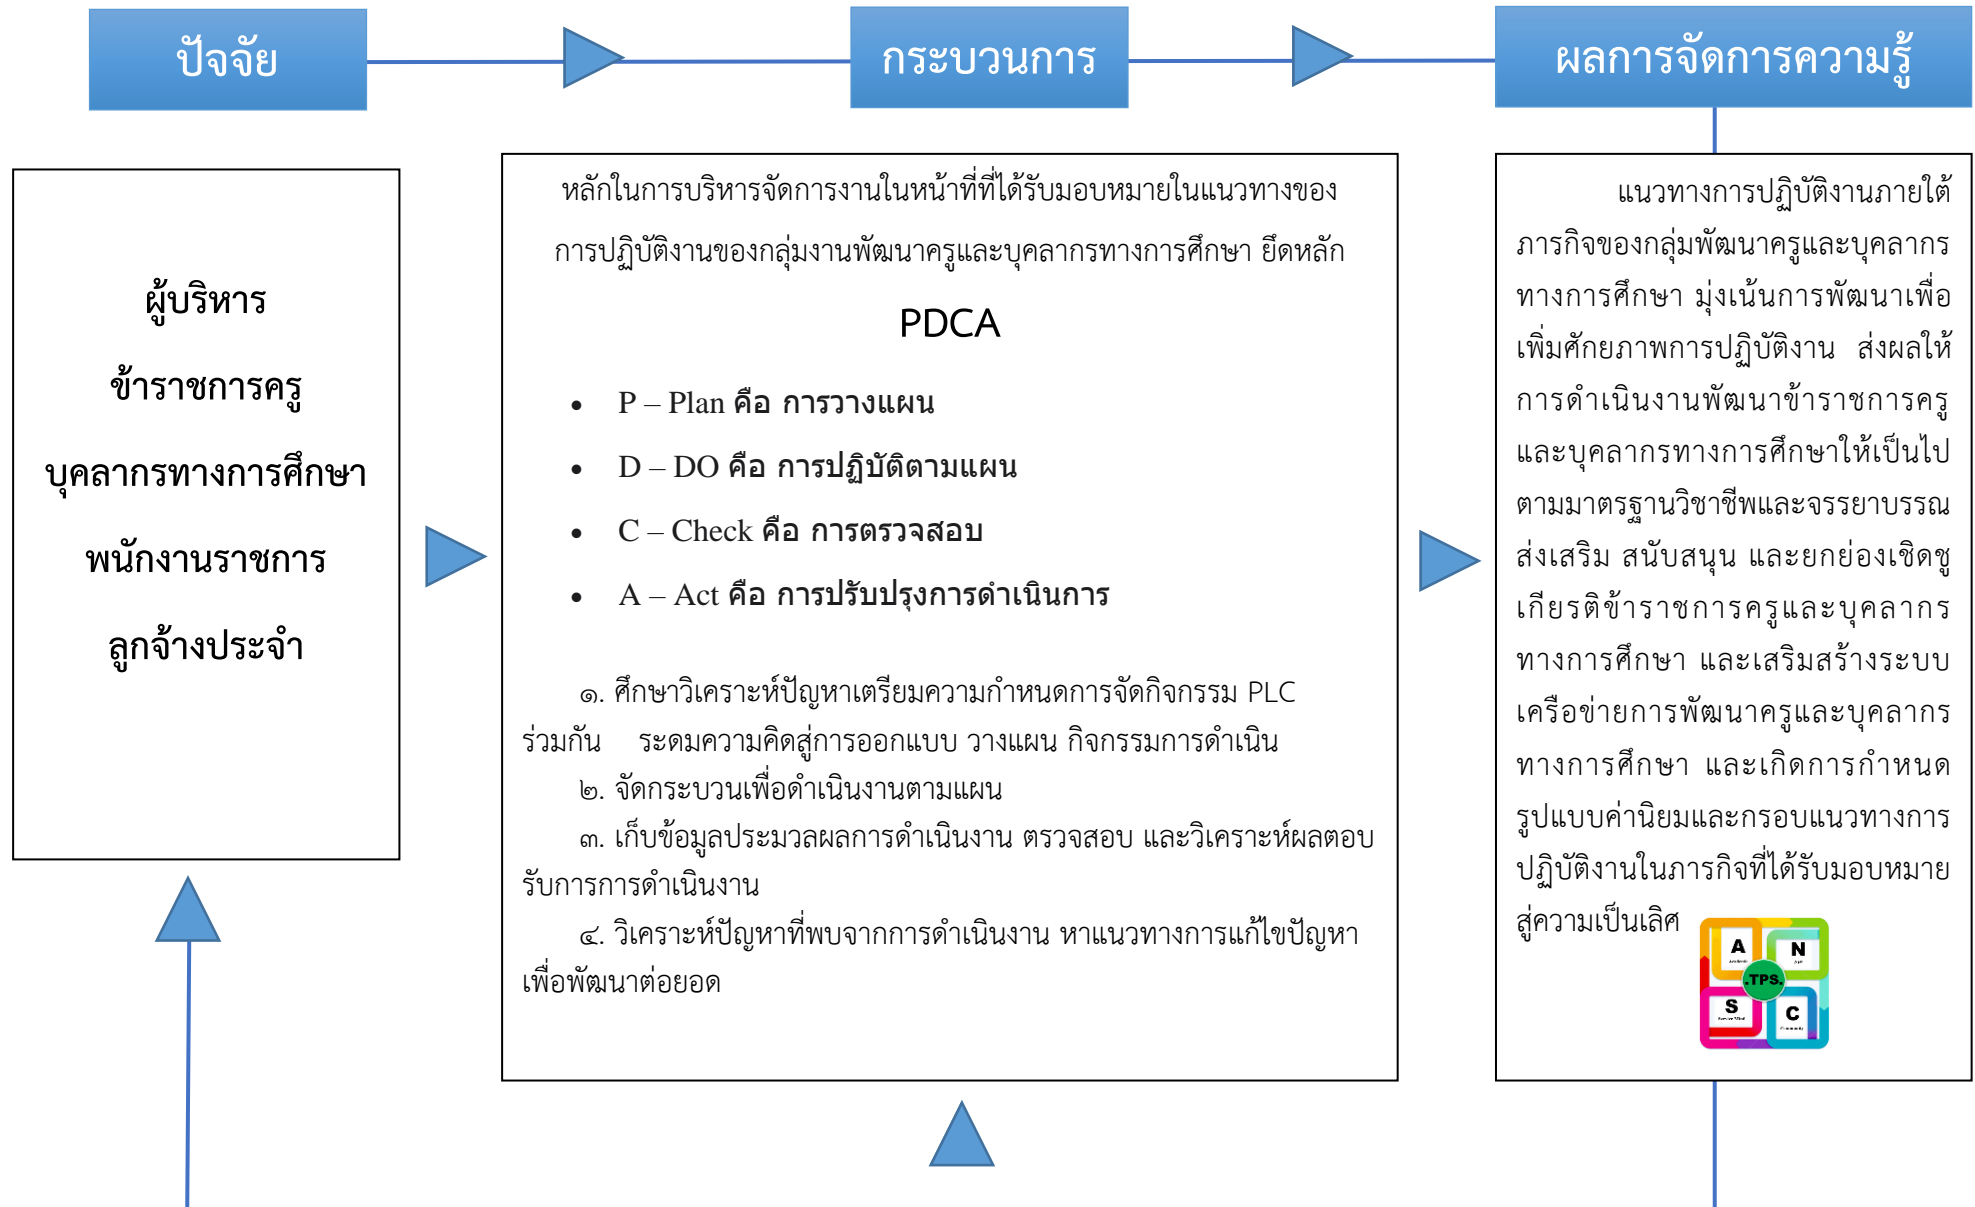 ปัจจัย
กระบวนการ
ผลการจัดการความรู้
ผู้บริหาร
ข้าราชการครู
บุคลากรทางการศึกษา
พนักงานราชการ
ลูกจ้างประจำ
หลักในการบริหารจัดการงานในหน้าที่ที่ได้รับมอบหมายในแนวทางของ
การปฏิบัติงานของกลุ่มงานพัฒนาครูและบุคลากรทางการศึกษา ยึดหลัก
PDCA
• P – Plan คือ การวางแผน
• D – DO คือ การปฏิบัติตามแผน
• C – Check คือ การตรวจสอบ
• A – Act คือ การปรับปรุงการดำเนินการ
๑. ศึกษาวิเคราะห์ปัญหาเตรียมความกำหนดการจัดกิจกรรม PLC
ร่วมกัน ระดมความคิดสู่การออกแบบ วางแผน กิจกรรมการดำเนิน
๒. จัดกระบวนเพื่อดำเนินงานตามแผน
๓. เก็บข้อมูลประมวลผลการดำเนินงาน ตรวจสอบ และวิเคราะห์ผลตอบ
รับการการดำเนินงาน
๔. วิเคราะห์ปัญหาที่พบจากการดำเนินงาน หาแนวทางการแก้ไขปัญหา
เพื่อพัฒนาต่อยอด
แนวทางการปฏิบัติงานภายใต้
ภารกิจของกลุ่มพัฒนาครูและบุคลากร
ทางการศึกษา มุ่งเน้นการพัฒนาเพื่อ
เพิ่มศักยภาพการปฏิบัติงาน ส่งผลให้
การดำเนินงานพัฒนาข้าราชการครู
และบุคลากรทางการศึกษาให้เป็นไป
ตามมาตรฐานวิชาชีพและจรรยาบรรณ
ส่งเสริม สนับสนุน และยกย่องเชิดชู
เกียรติข้าราชการครูและบุคลากร
ทางการศึกษา และเสริมสร้างระบบ
เครือข่ายการพัฒนาครูและบุคลากร
ทางการศึกษา และเกิดการกำหนด
รูปแบบค่านิยมและกรอบแนวทางการ
ปฏิบัติงานในภารกิจที่ได้รับมอบหมาย
สู่ความเป็นเลิศ
A
N
.TPS.
S
C